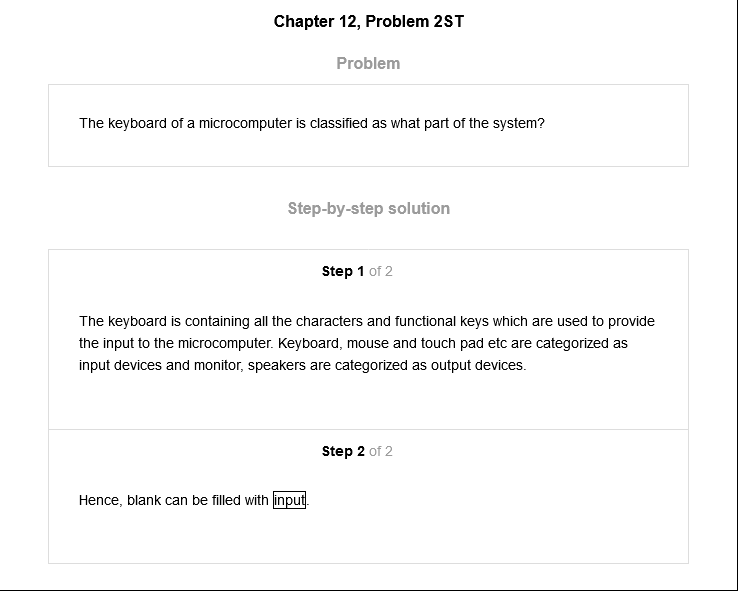 Chapter 12, Problem 2ST
Problem
The keyboard of a microcomputer is classified as what part of the system?
Step-by-step solution
Step 1 of 2
The keyboard is containing all the characters and functional keys which are used to provide
the input to the microcomputer. Keyboard, mouse and touch pad etc are categorized as
input devices and monitor, speakers are categorized as output devices.
Step 2 of 2
Hence, blank can be filled with input.